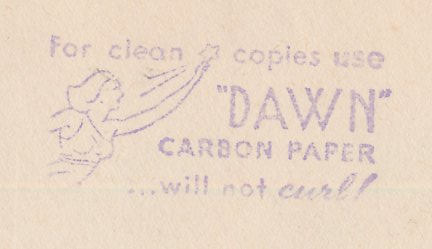 For clean copies use
"DAWN"
CARBON PAPER
...will not curl!